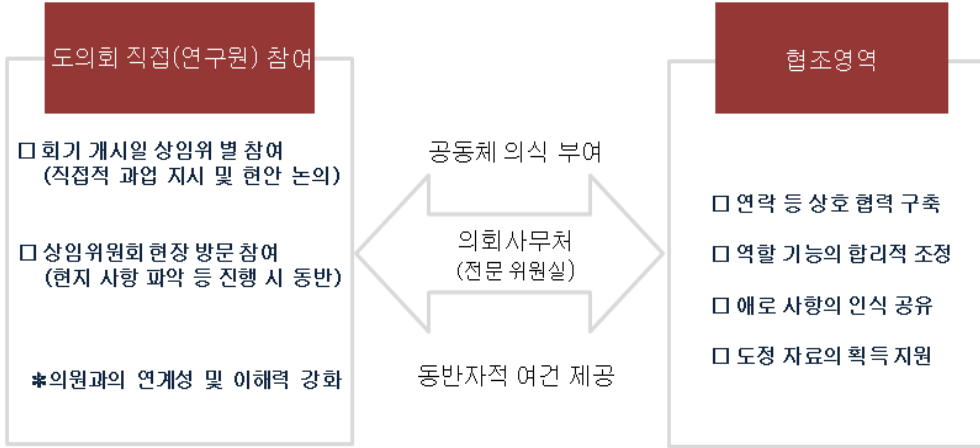 도의회 직접(연구원) 참여
□ 회기 개시일 상임위 별 참여
(직접적 과업 지시 및 현안 논의)
□ 상임위원회 현장 방문 참여
(현지 사항 파악 등 진행 시 동반)
*의원과의 연계성 및 이해력 강화
공동체 의식 부여
의회사무처
(전문 위원실)
동반자적 여건 제공
협조영역
□ 연락 등 상호 협력 구축
□ 역할 기능의 합리적 조정
□ 애로 사항의 인식 공유
□ 도정 자료의 획득 지원